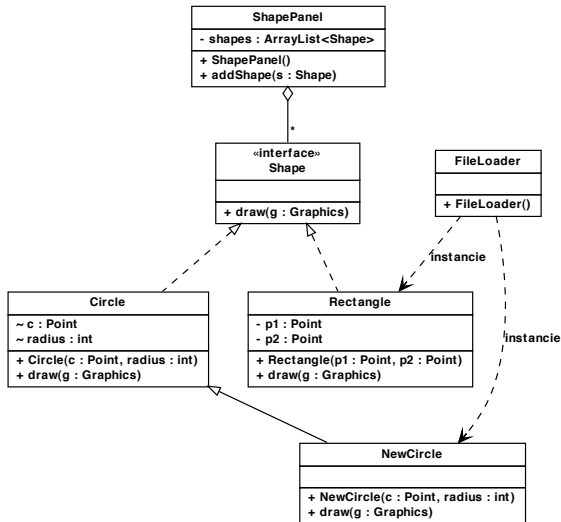 ShapePanel
- shapes : ArrayList<Shape>
+ ShapePanel()
+ addShape(s : Shape)
*
«interface»
Shape
+ draw(g : Graphics)
FileLoader
+ FileLoader()
instancie
instancie
Circle
~ c : Point
~ radius : int
+ Circle(c : Point, radius : int)
+ draw(g : Graphics)
Rectangle
- p1 : Point
- p2 : Point
+ Rectangle(p1 : Point, p2 : Point)
+ draw(g : Graphics)
NewCircle
+ NewCircle(c : Point, radius : int)
+ draw(g : Graphics)